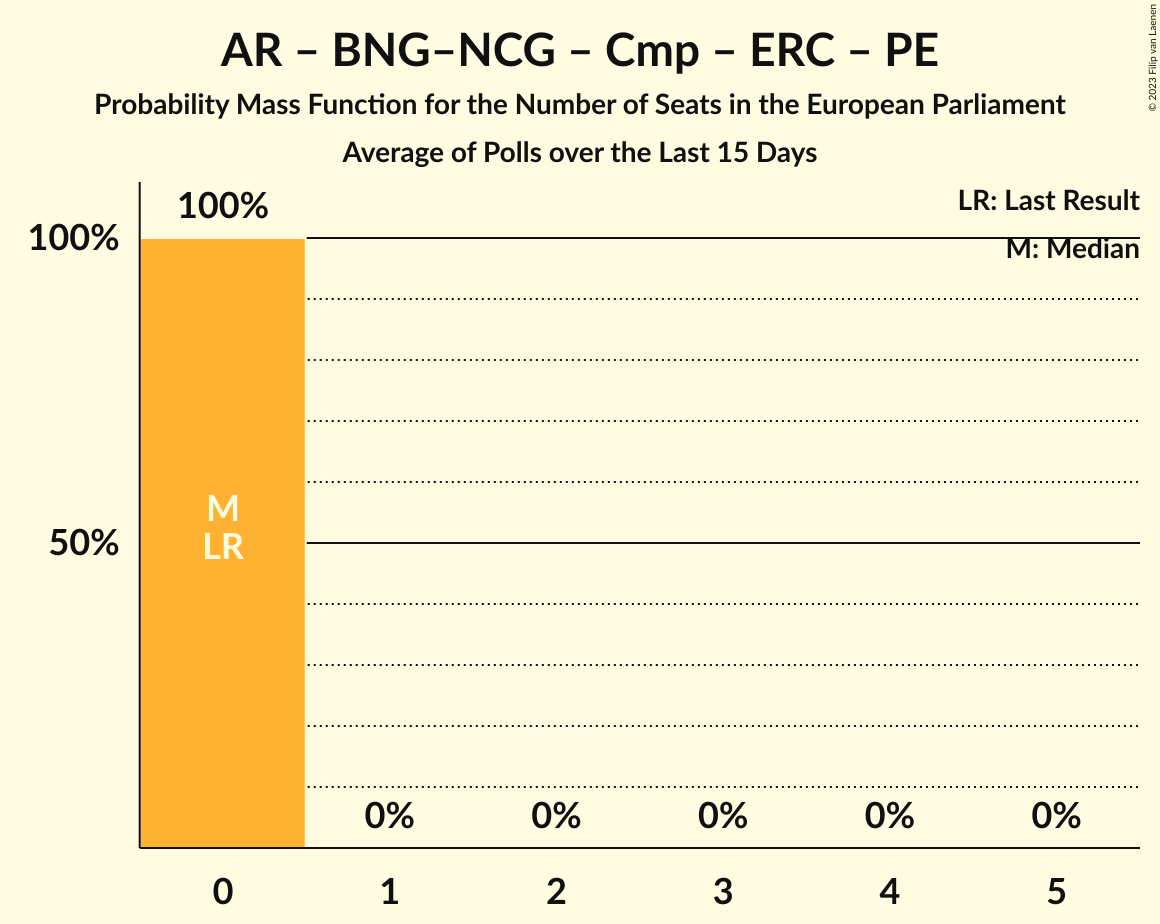 AR – BNG–NCG – Cmp – ERC – PE
Probability Mass Function for the Number of Seats in the European Parliament
Average of Polls over the Last 15 Days
© 2023 Filip van Laenen
LR: Last Result
M: Median
100%
100%
50%
M
LR
0% 0% 0% 0% 0%
0 1 2 3 4 5